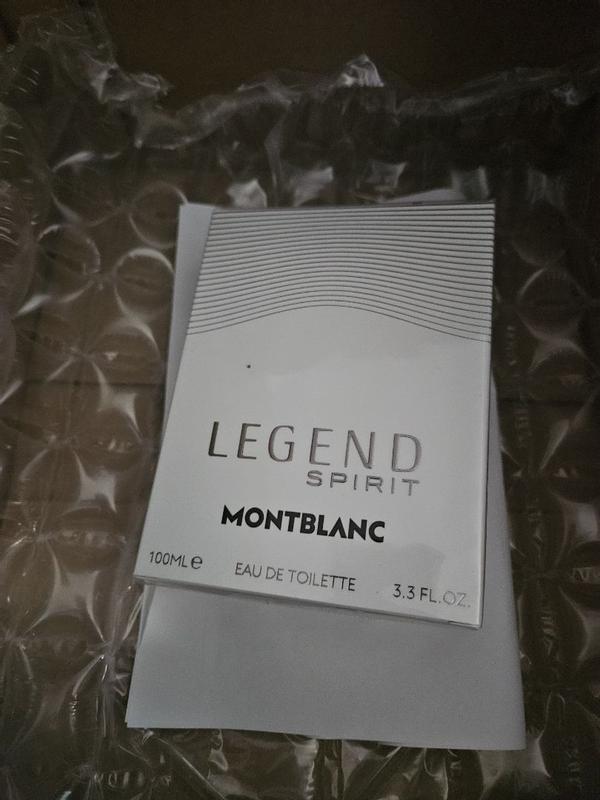 LEGEND
SPIRIT
MONTBLANC
100ML e EAU DE TOILETTE 3.3 FL.OZ.